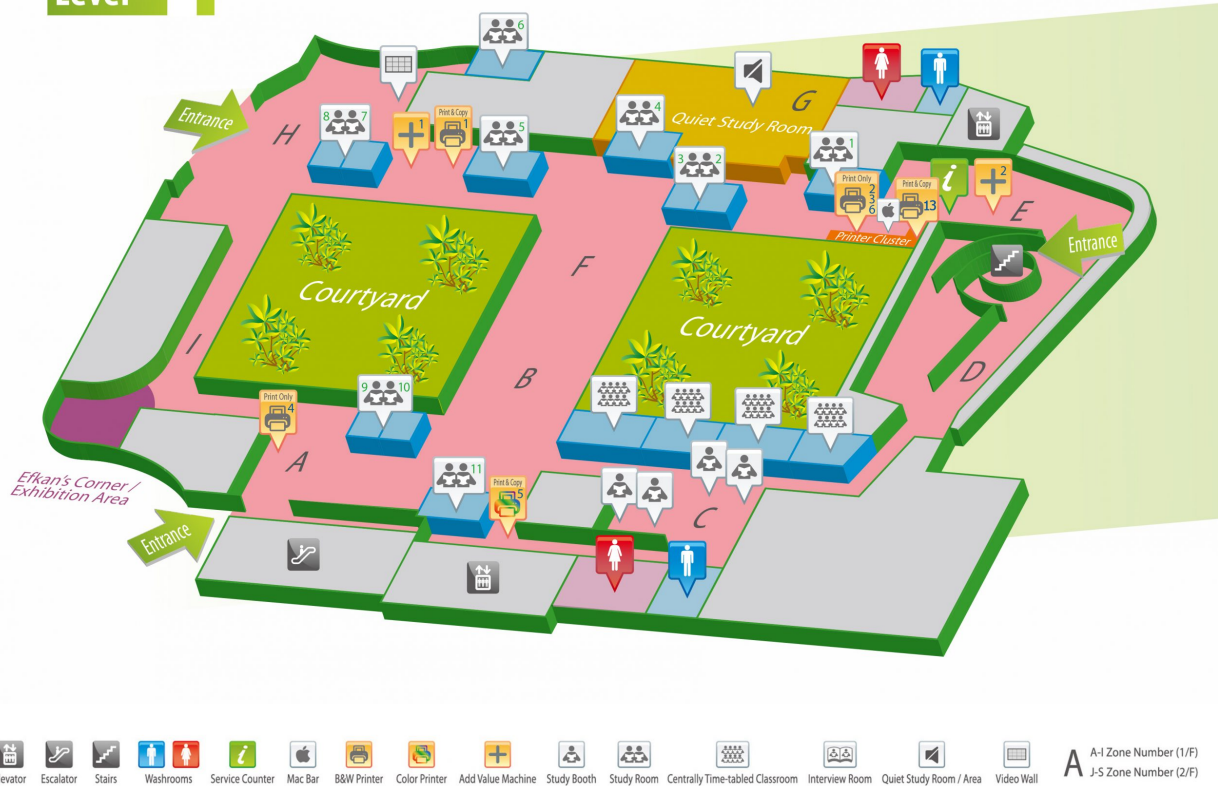 Level
6
Entrance
H
8 7
1
Print & Copy
1
5
4
Quiet Study Room
G
3 2
1
Print Only
2
3
6
Print & Copy
13
2
E
Printer Cluster
Entrance
F
Courtyard
Courtyard
I
B
D
Print Only
4
9 10
A
Efkan's Corner /
Exhibition Area
11
Print & Copy
5
C
Entrance
Escalator
Stairs
Washrooms
Service Counter
Mac Bar
B&W Printer
Color Printer
Add Value Machine
Study Booth
Study Room
Centrally Time-tabled Classroom
Interview Room
Quiet Study Room / Area
Video Wall
A
A-I Zone Number (1/F)
J-S Zone Number (2/F)